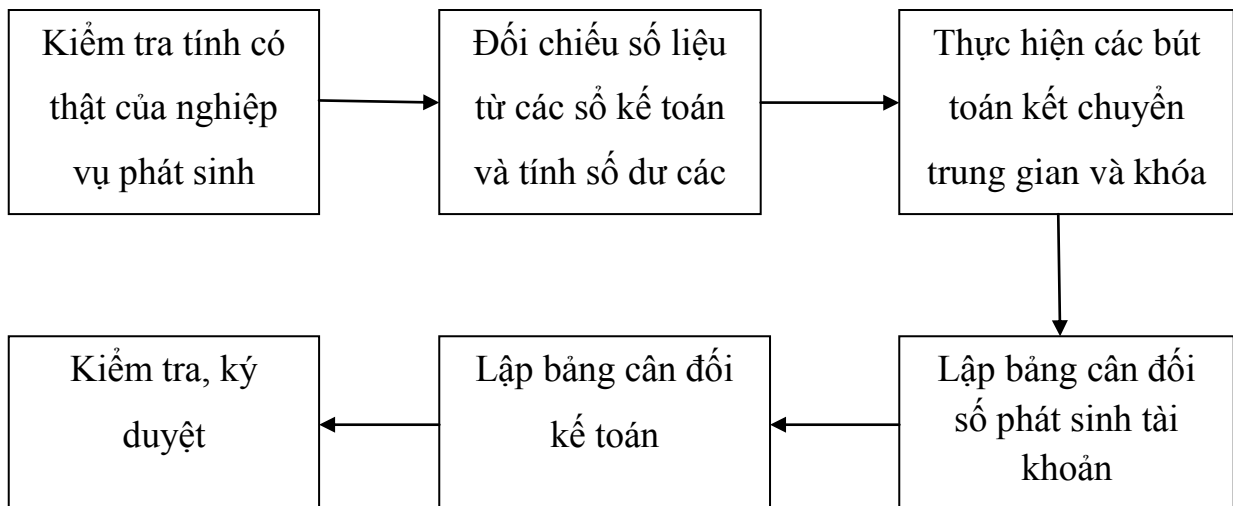 Kiểm tra tính có
thật của nghiệp
vụ phát sinh
Đối chiếu số liệu
từ các sổ kế toán
và tính số dư các
Thực hiện các bút
toán kết chuyển
trung gian và khóa
Lập bảng cân đối
số phát sinh tài
khoản
Lập bảng cân đối
kế toán
Kiểm tra, ký
duyệt